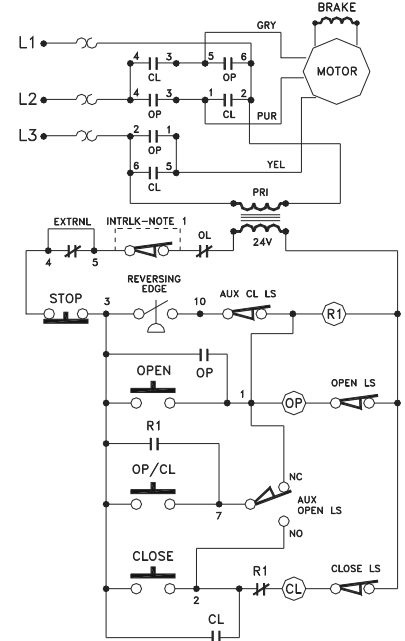 BRAKE
GRY
L1
4 3 5 6
CL OP
MOTOR
L2
4 3 1 2
OP CL
PUR
L3
2 1
OP
6 5
CL
YEL
PRI
24V
EXTRNL
INTRLK-NOTE 1
OL
4 5
REVERSING
EDGE
STOP
3
10
AUX CL LS
R1
OP
OPEN
1
OP
OPEN LS
R1
OP/CL
NC
7
AUX
OPEN LS
NO
CLOSE
R1
CLOSE LS
2
CL
CL